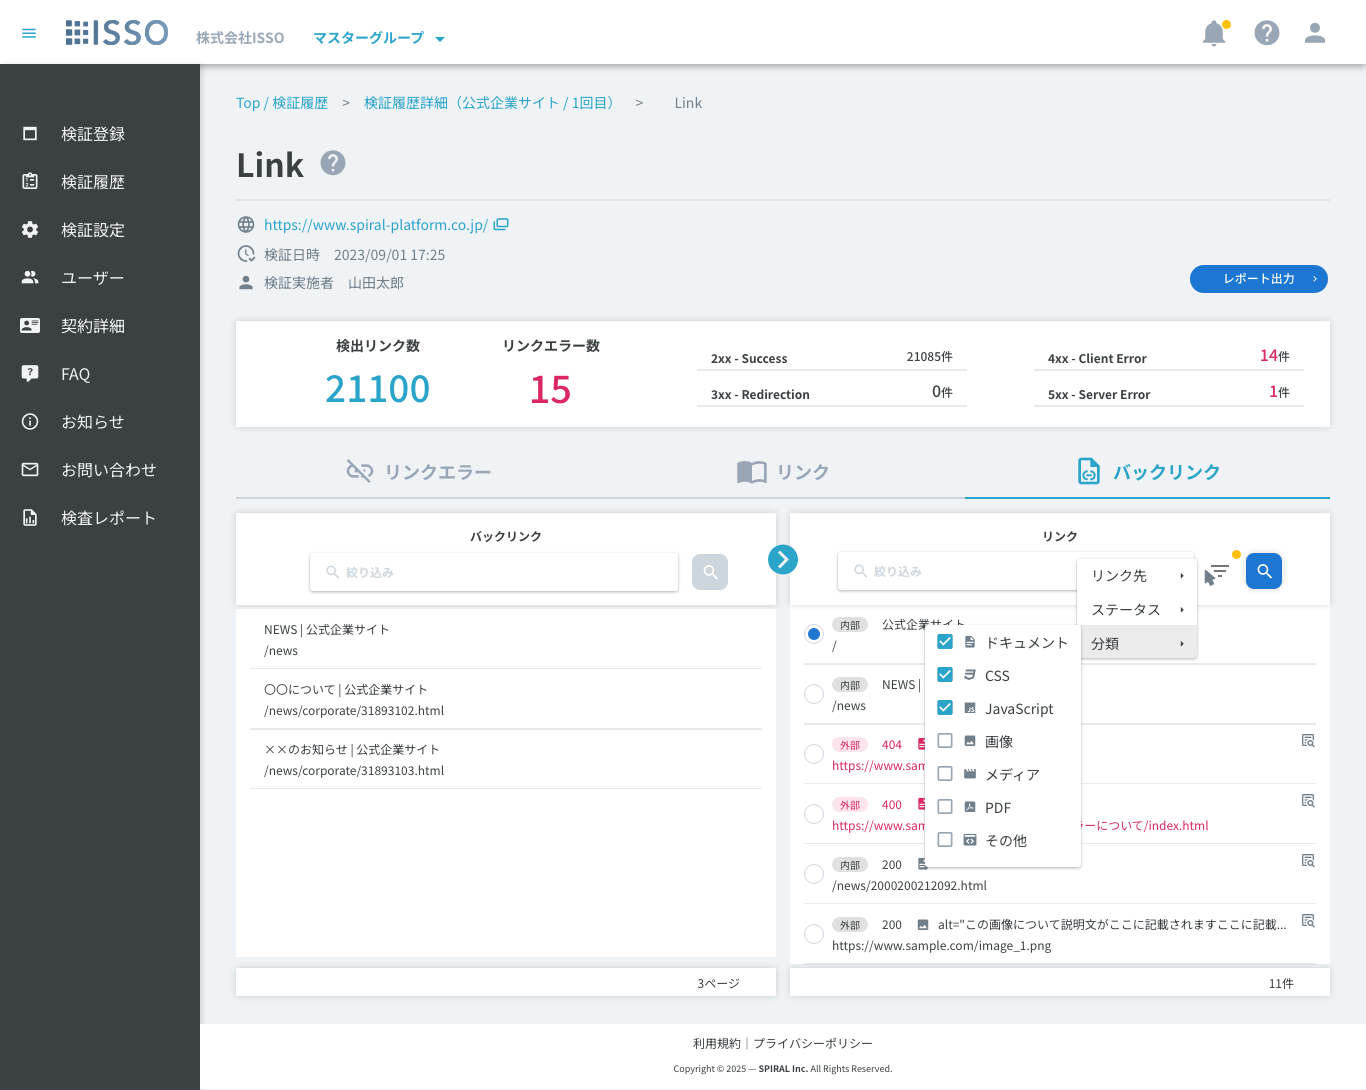 ISSO 株式会社ISSO マスターグループ
検証登録
検証履歴
検証設定
ユーザー
契約詳細
FAQ
お知らせ
お問い合わせ
検査レポート
Top / 検証履歴 > 検証履歴詳細（公式企業サイト / 1回目） > Link
Link
https://www.spiral-platform.co.jp/
検証日時 2023/09/01 17:25
検証実施者 山田太郎
レポート出力
検出リンク数
21100
リンクエラー数
15
2xx - Success 21085件
3xx - Redirection 0件
4xx - Client Error 14件
5xx - Server Error 1件
リンクエラー
リンク
バックリンク
バックリンク
絞り込み
NEWS | 公式企業サイト
/news
〇〇について | 公式企業サイト
/news/corporate/31893102.html
××のお知らせ | 公式企業サイト
/news/corporate/31893103.html
3ページ
リンク
絞り込み
リンク先
ステータス
分類
ドキュメント
CSS
JavaScript
画像
メディア
PDF
その他
内部 公式企業サイト
/
内部 NEWS |
/news
外部 404
https://www.sam
外部 400
https://www.sam ーについて/index.html
内部 200
/news/2000200212092.html
外部 200 alt="この画像について説明文がここに記載されますここに記載...
https://www.sample.com/image_1.png
11件
利用規約 | プライバシーポリシー
Copyright © 2025 — SPIRAL Inc. All Rights Reserved.